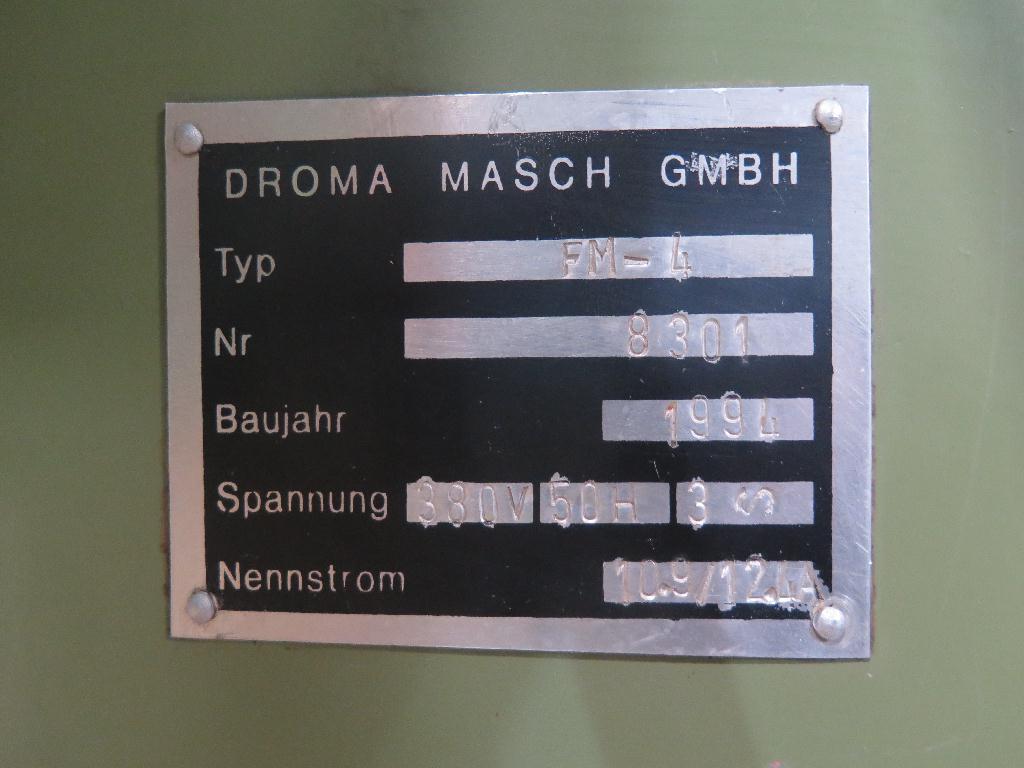 DROMA MASCH GMBH
Typ FM-4
Nr 8301
Baujahr 1994
Spannung 380V 50H 3 ∿
Nennstrom 10.9/12.4A